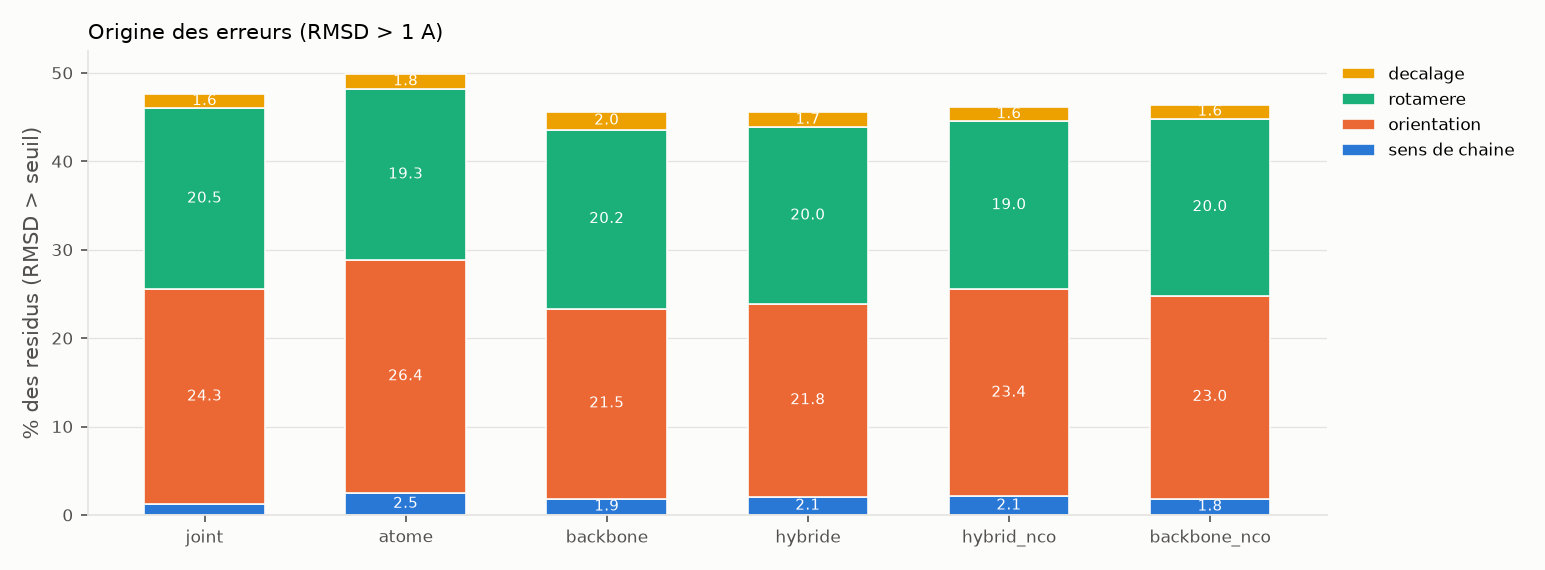 Origine des erreurs (RMSD > 1 A)
% des residus (RMSD > seuil)
50
40
30
20
10
0
1.6
20.5
24.3
1.8
19.3
26.4
2.5
2.0
20.2
21.5
1.9
1.7
20.0
21.8
2.1
1.6
19.0
23.4
2.1
1.6
20.0
23.0
1.8
joint
atome
backbone
hybride
hybrid_nco
backbone_nco
decalage
rotamere
orientation
sens de chaine